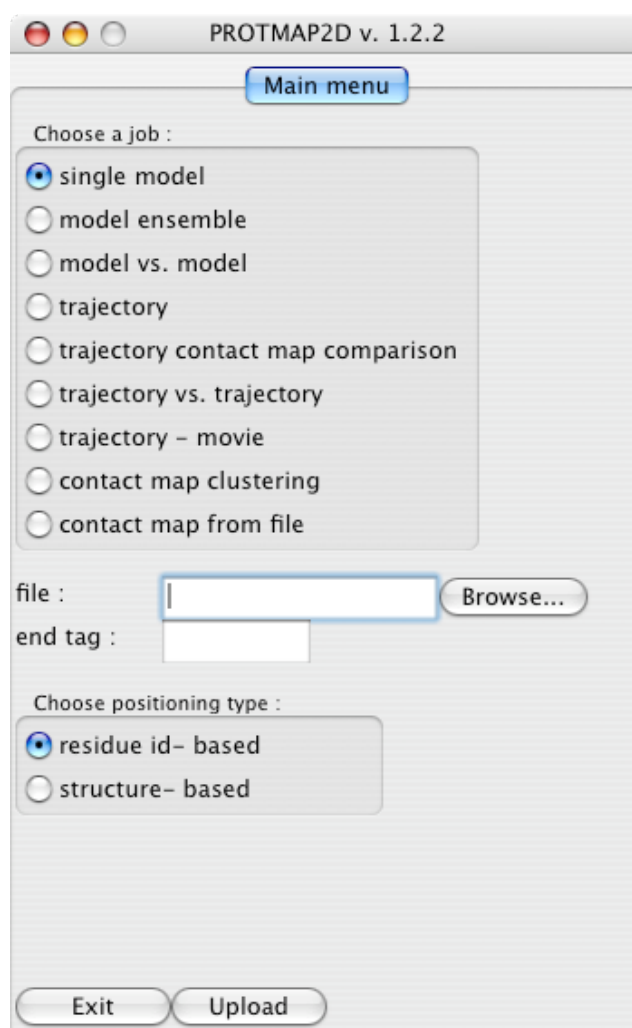 PROTMAP2D v. 1.2.2
Main menu
Choose a job :
single model
model ensemble
model vs. model
trajectory
trajectory contact map comparison
trajectory vs. trajectory
trajectory – movie
contact map clustering
contact map from file
file :
Browse...
end tag :
Choose positioning type :
residue id– based
structure– based
Exit Upload